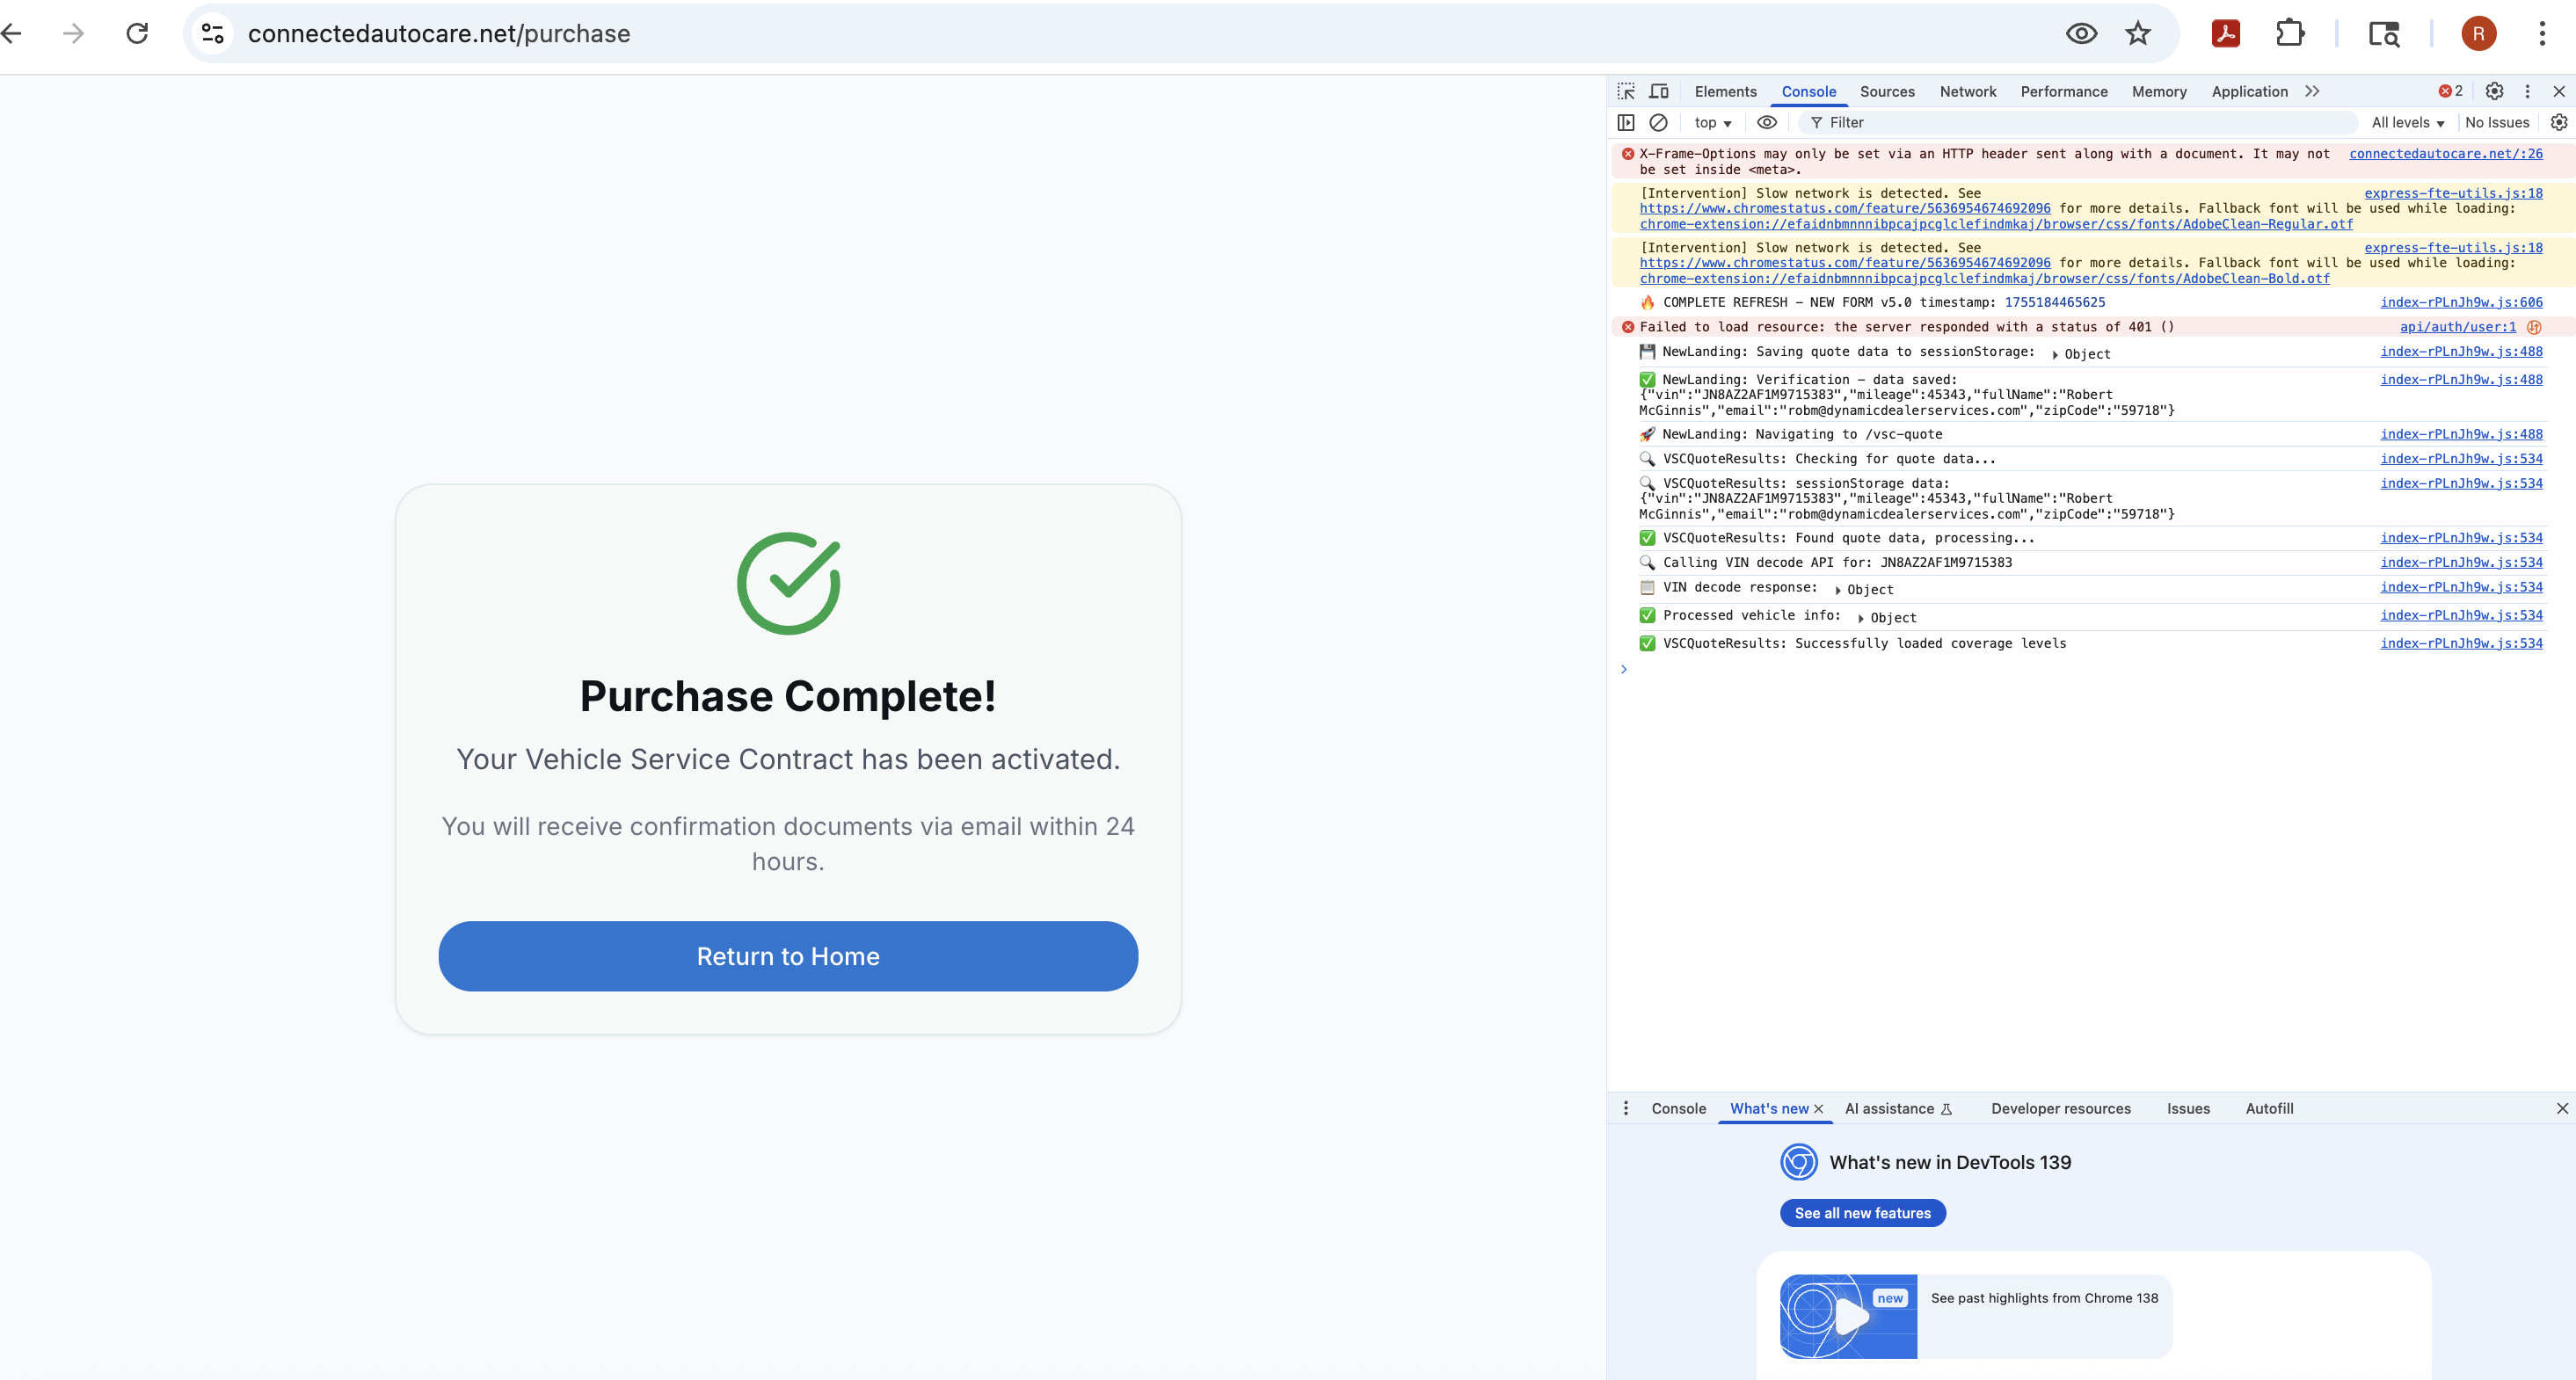 connectedautocare.net/purchase
R
Purchase Complete!
Your Vehicle Service Contract has been activated.
You will receive confirmation documents via email within 24
hours.
Return to Home
Elements Console Sources Network Performance Memory Application 2
top Filter All levels No Issues
X-Frame-Options may only be set via an HTTP header sent along with a document. It may not connectedautocare.net/:26
be set inside <meta>.
[Intervention] Slow network is detected. See express-fte-utils.js:18
https://www.chromestatus.com/feature/5636954674692096 for more details. Fallback font will be used while loading:
chrome-extension://efaidnbmnnnibpcajpcglclefindmkaj/browser/css/fonts/AdobeClean-Regular.otf
[Intervention] Slow network is detected. See express-fte-utils.js:18
https://www.chromestatus.com/feature/5636954674692096 for more details. Fallback font will be used while loading:
chrome-extension://efaidnbmnnnibpcajpcglclefindmkaj/browser/css/fonts/AdobeClean-Bold.otf
🔥 COMPLETE REFRESH - NEW FORM v5.0 timestamp: 1755184465625 index-rPLnJh9w.js:606
Failed to load resource: the server responded with a status of 401 () api/auth/user:1
💾 NewLanding: Saving quote data to sessionStorage: ▸ Object index-rPLnJh9w.js:488
✅ NewLanding: Verification - data saved: index-rPLnJh9w.js:488
{"vin":"JN8AZ2AF1M9715383","mileage":45343,"fullName":"Robert
McGinnis","email":"robm@dynamicdealerservices.com","zipCode":"59718"}
🚀 NewLanding: Navigating to /vsc-quote index-rPLnJh9w.js:488
🔍 VSCQuoteResults: Checking for quote data... index-rPLnJh9w.js:534
🔍 VSCQuoteResults: sessionStorage data: index-rPLnJh9w.js:534
{"vin":"JN8AZ2AF1M9715383","mileage":45343,"fullName":"Robert
McGinnis","email":"robm@dynamicdealerservices.com","zipCode":"59718"}
✅ VSCQuoteResults: Found quote data, processing... index-rPLnJh9w.js:534
🔍 Calling VIN decode API for: JN8AZ2AF1M9715383 index-rPLnJh9w.js:534
📋 VIN decode response: ▸ Object index-rPLnJh9w.js:534
✅ Processed vehicle info: ▸ Object index-rPLnJh9w.js:534
✅ VSCQuoteResults: Successfully loaded coverage levels index-rPLnJh9w.js:534
Console What's new AI assistance Developer resources Issues Autofill
What's new in DevTools 139
See all new features
new
See past highlights from Chrome 138